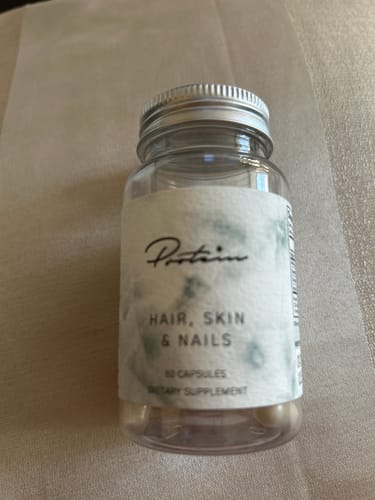 Protein
HAIR, SKIN
& NAILS
60 CAPSULES
DIETARY SUPPLEMENT